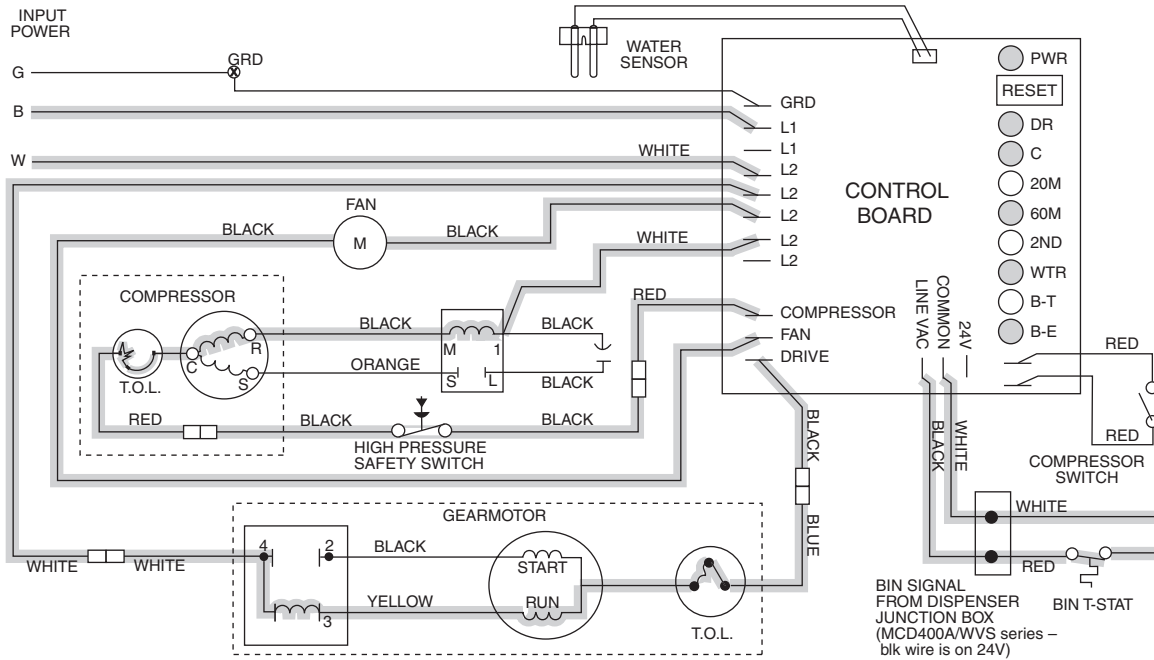 INPUT
POWER
G
GRD
B
W
WATER
SENSOR
WHITE
GRD
L1
L1
L2
L2
L2
L2
L2
CONTROL
BOARD
PWR
RESET
DR
C
20M
60M
2ND
WTR
B-T
B-E
FAN
M
BLACK
BLACK
WHITE
COMPRESSOR
T.O.L.
C
R
S
BLACK
ORANGE
M
1
S
L
BLACK
BLACK
RED
COMPRESSOR
FAN
DRIVE
LINE VAC
COMMON
24V
RED
RED
COMPRESSOR
SWITCH
RED
BLACK
BLACK
HIGH PRESSURE
SAFETY SWITCH
BLACK
BLUE
BLACK
WHITE
WHITE
RED
BIN T-STAT
BIN SIGNAL
FROM DISPENSER
JUNCTION BOX
(MCD400A/WVS series –
blk wire is on 24V)
GEARMOTOR
WHITE
WHITE
4
2
3
BLACK
YELLOW
START
RUN
T.O.L.